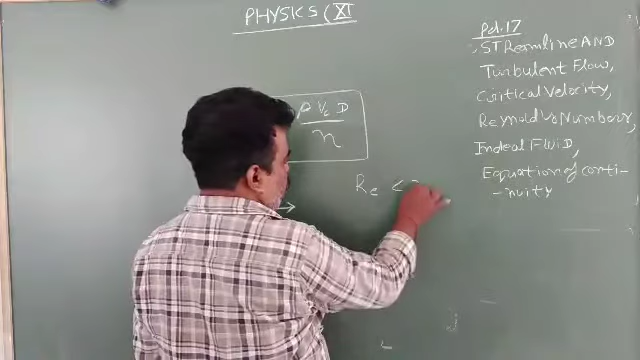 PHYSICS (XI
Pd.17
STReamline AND
Turbulent Flow,
Critical Velocity,
Reynold's Numbers,
Indeal FLuiD,
Equation of conti-
-nuity
ρ Vc D
η
Re <